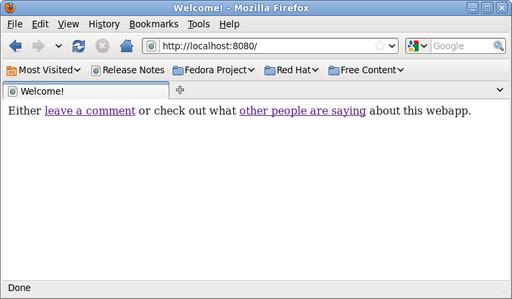 Welcome! - Mozilla Firefox
File Edit View History Bookmarks Tools Help
http://localhost:8080/ Google
Most Visited Release Notes Fedora Project Red Hat Free Content
Welcome!
Either leave a comment or check out what other people are saying about this webapp.
Done